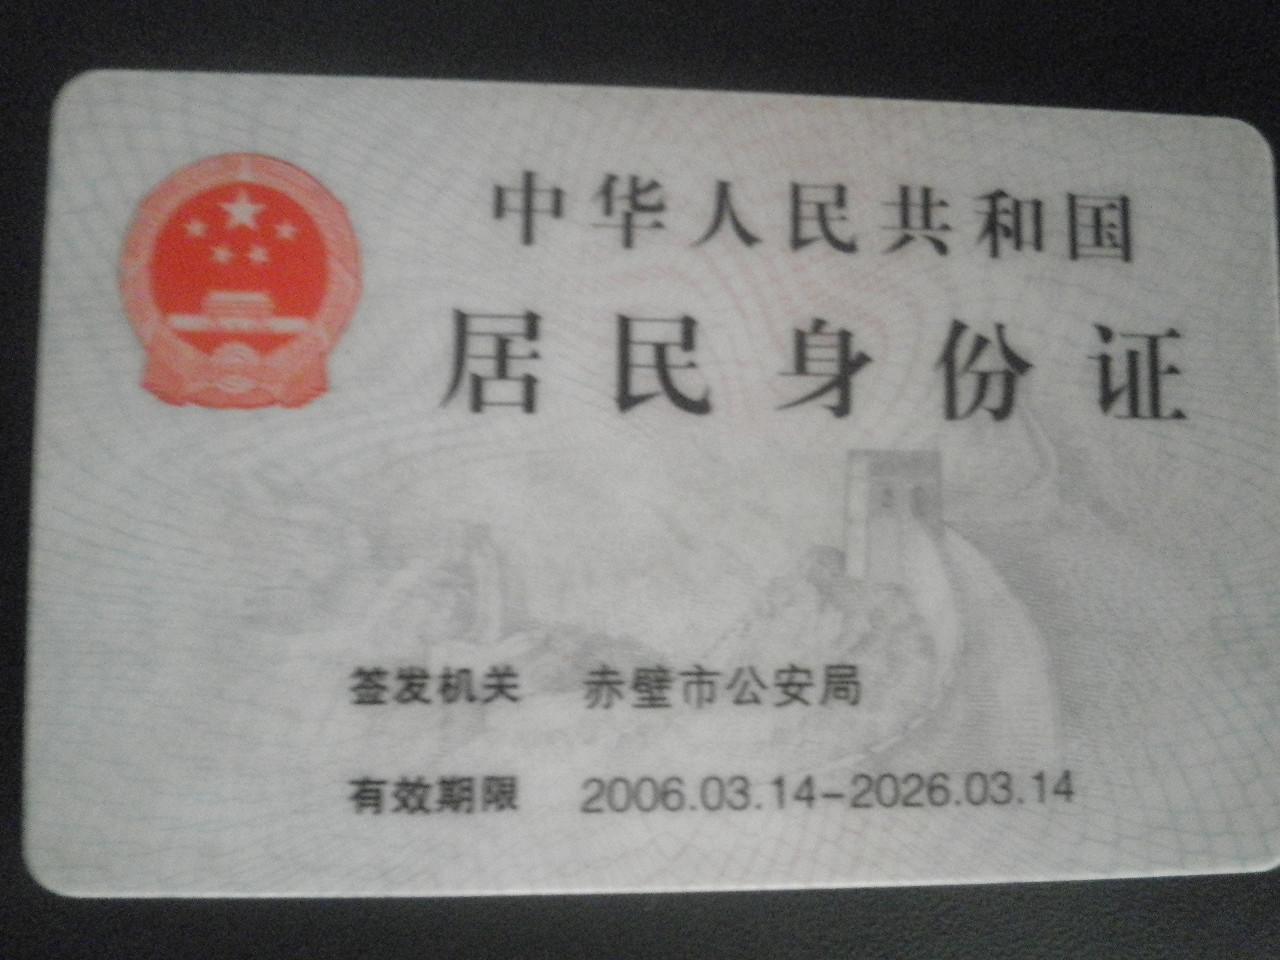 中华人民共和国
居民身份证
签发机关 赤壁市公安局
有效期限 2006.03.14-2026.03.14